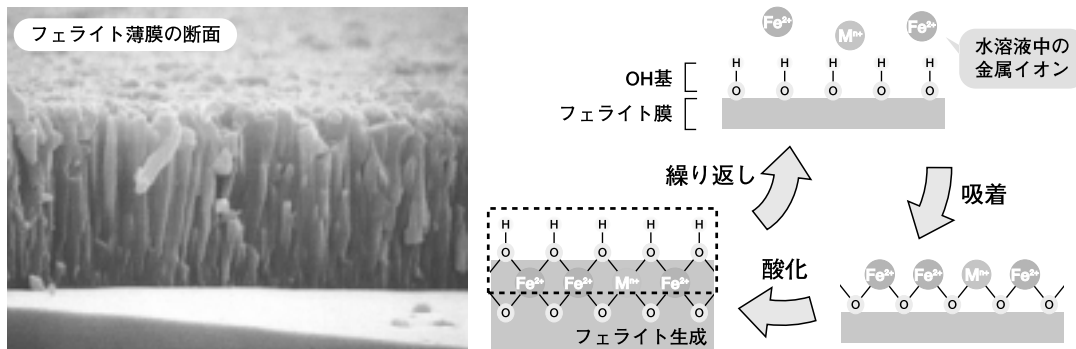 フェライト薄膜の断面
Fe²⁺
Mⁿ⁺
Fe²⁺
水溶液中の
金属イオン
H H H H H
OH基
O O O O O
フェライト膜
繰り返し
吸着
H H H H H
O O O O O
Fe²⁺ Fe²⁺ Mⁿ⁺ Fe²⁺
O O O O O
フェライト生成
酸化
Fe²⁺ Fe²⁺ Mⁿ⁺ Fe²⁺
O O O O O